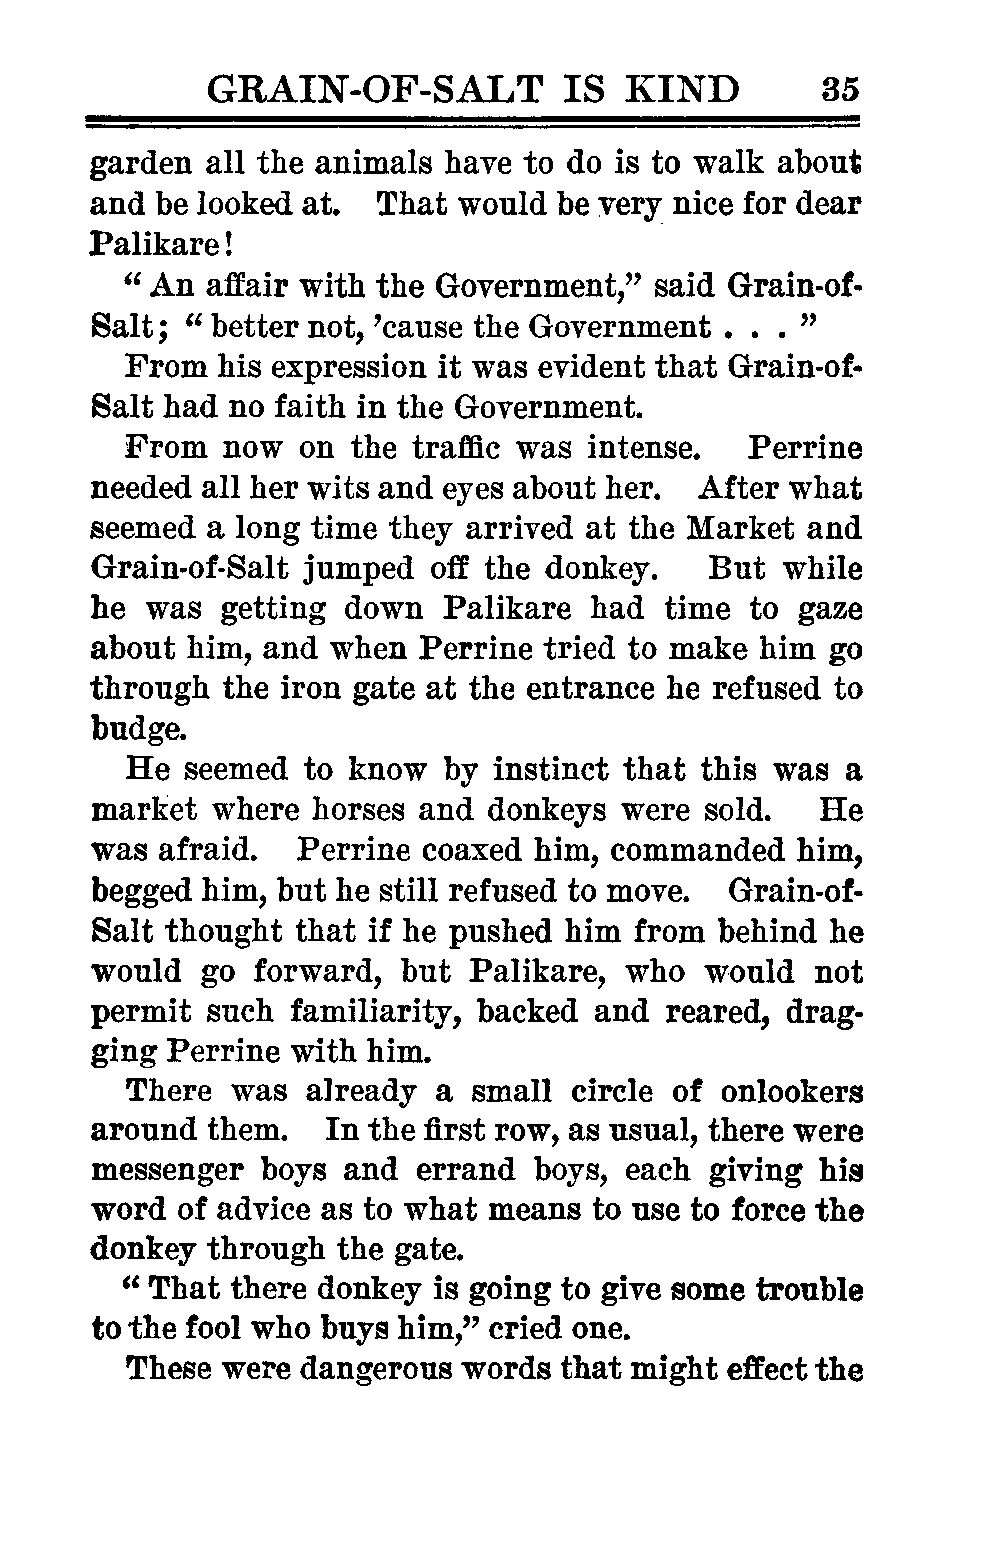 GRAIN-OF-SALT IS KIND 35
garden all the animals have to do is to walk about
and be looked at. That would be very nice for dear
Palikare!
“ An affair with the Government,” said Grain-of-
Salt; “ better not, ’cause the Government . . . ”
From his expression it was evident that Grain-of-
Salt had no faith in the Government.
From now on the traffic was intense. Perrine
needed all her wits and eyes about her. After what
seemed a long time they arrived at the Market and
Grain-of-Salt jumped off the donkey. But while
he was getting down Palikare had time to gaze
about him, and when Perrine tried to make him go
through the iron gate at the entrance he refused to
budge.
He seemed to know by instinct that this was a
market where horses and donkeys were sold. He
was afraid. Perrine coaxed him, commanded him,
begged him, but he still refused to move. Grain-of-
Salt thought that if he pushed him from behind he
would go forward, but Palikare, who would not
permit such familiarity, backed and reared, drag-
ging Perrine with him.
There was already a small circle of onlookers
around them. In the first row, as usual, there were
messenger boys and errand boys, each giving his
word of advice as to what means to use to force the
donkey through the gate.
“ That there donkey is going to give some trouble
to the fool who buys him,” cried one.
These were dangerous words that might effect the